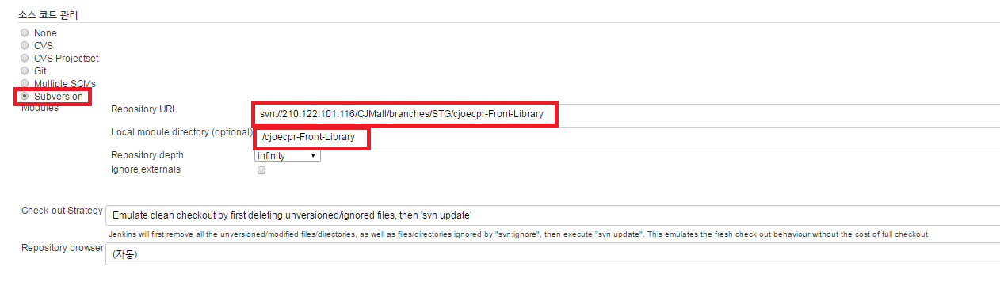 소스 코드 관리
None
CVS
CVS Projectset
Git
Multiple SCMs
Subversion
Modules
Repository URL
svn://210.122.101.116/CJMall/branches/STG/cjoecpr-Front-Library
Local module directory (optional)
./cjoecpr-Front-Library
Repository depth
infinity
Ignore externals
Check-out Strategy
Emulate clean checkout by first deleting unversioned/ignored files, then 'svn update'
Jenkins will first remove all the unversioned/modified files/directories, as well as files/directories ignored by "svn:ignore", then execute "svn update". This emulates the fresh check out behaviour without the cost of full checkout.
Repository browser
(자동)